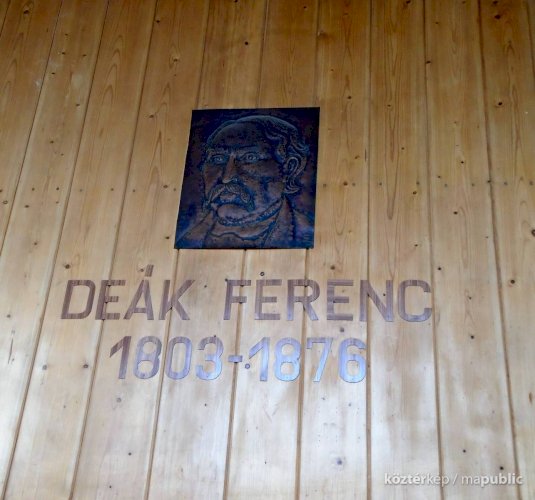 DEÁK FERENC
1803-1876
köztérkép / mapublic